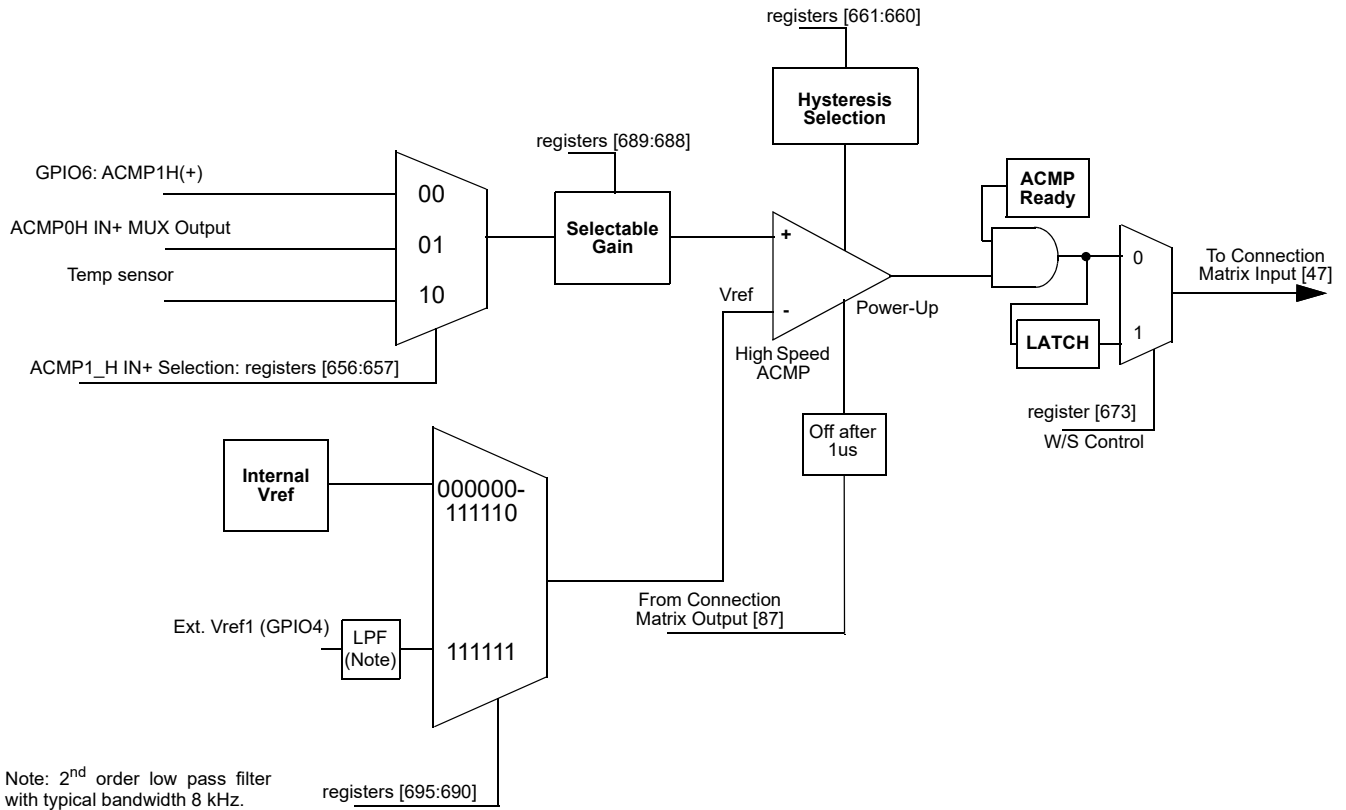 registers [661:660]
Hysteresis
Selection
registers [689:688]
GPIO6: ACMP1H(+)
00
ACMP0H IN+ MUX Output
01
Temp sensor
10
ACMP1_H IN+ Selection: registers [656:657]
Selectable
Gain
+
Vref
-
Power-Up
High Speed
ACMP
ACMP
Ready
0
To Connection
Matrix Input [47]
LATCH
1
register [673]
W/S Control
Off after
1us
Internal
Vref
000000-
111110
From Connection
Matrix Output [87]
Ext. Vref1 (GPIO4)
LPF
(Note)
111111
Note: 2nd order low pass filter
with typical bandwidth 8 kHz.
registers [695:690]